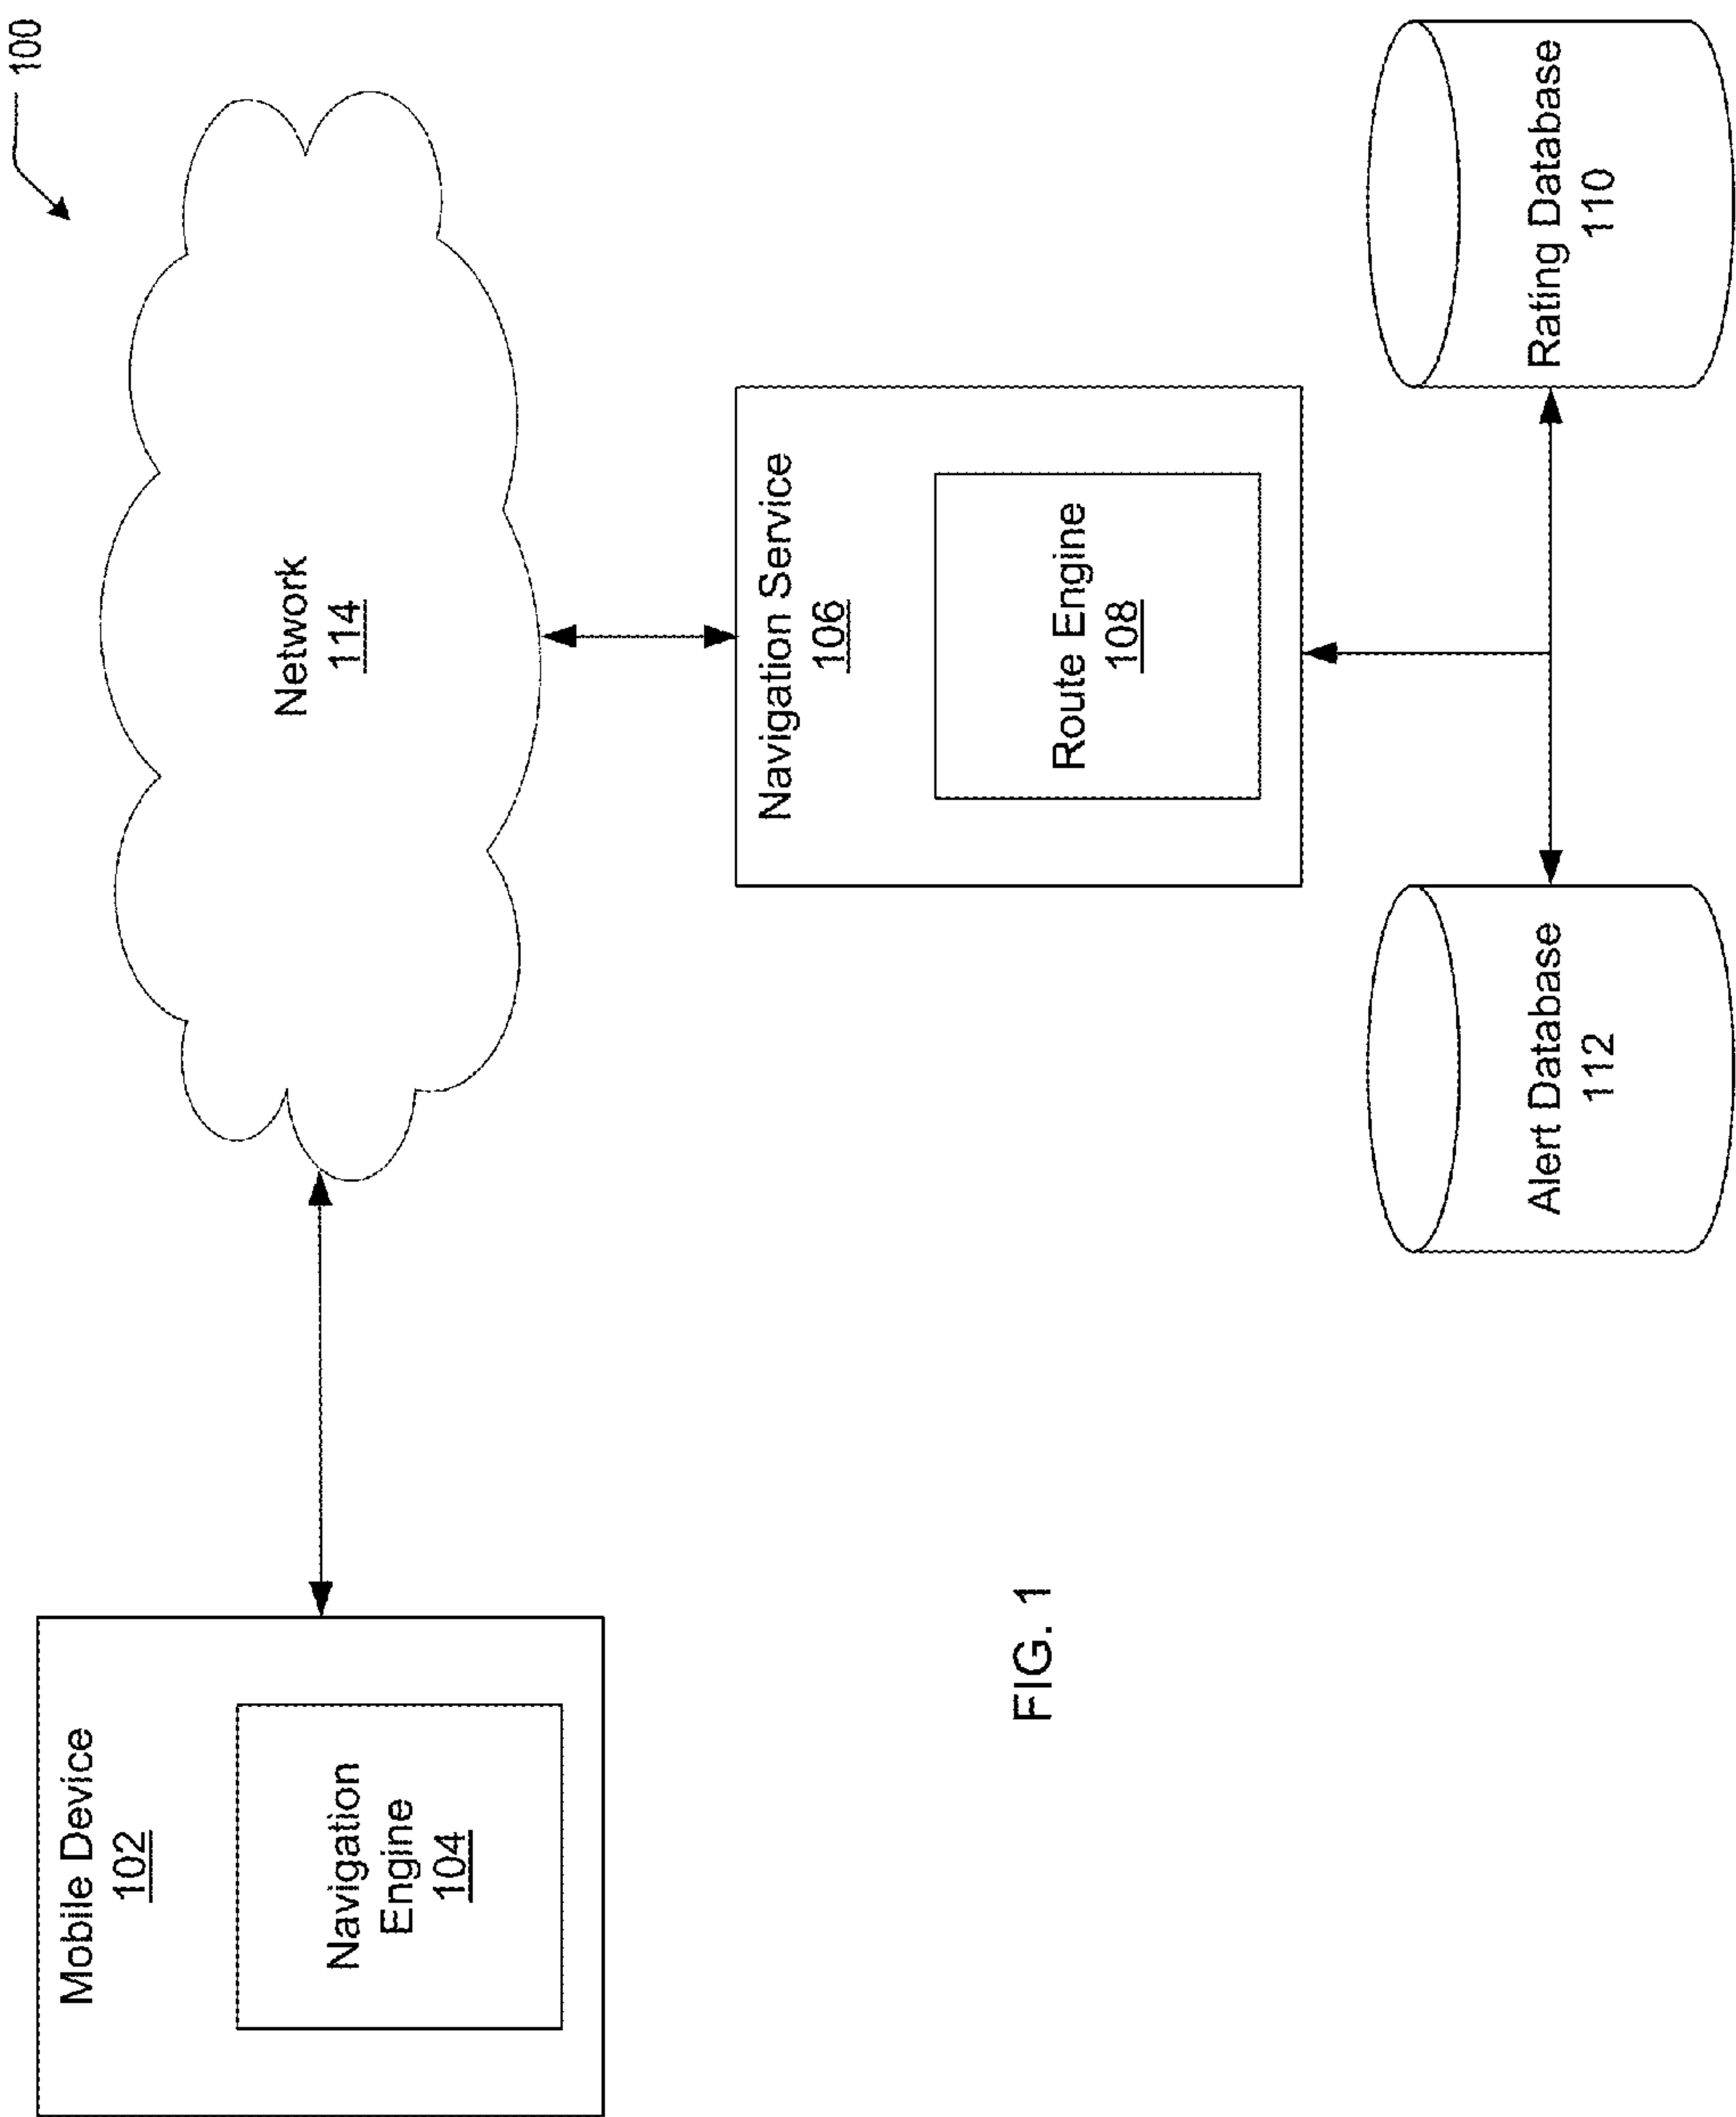 100
Mobile Device
102
Navigation
Engine
104
Network
114
Navigation Service
106
Route Engine
108
Alert Database
112
Rating Database
110
FIG. 1